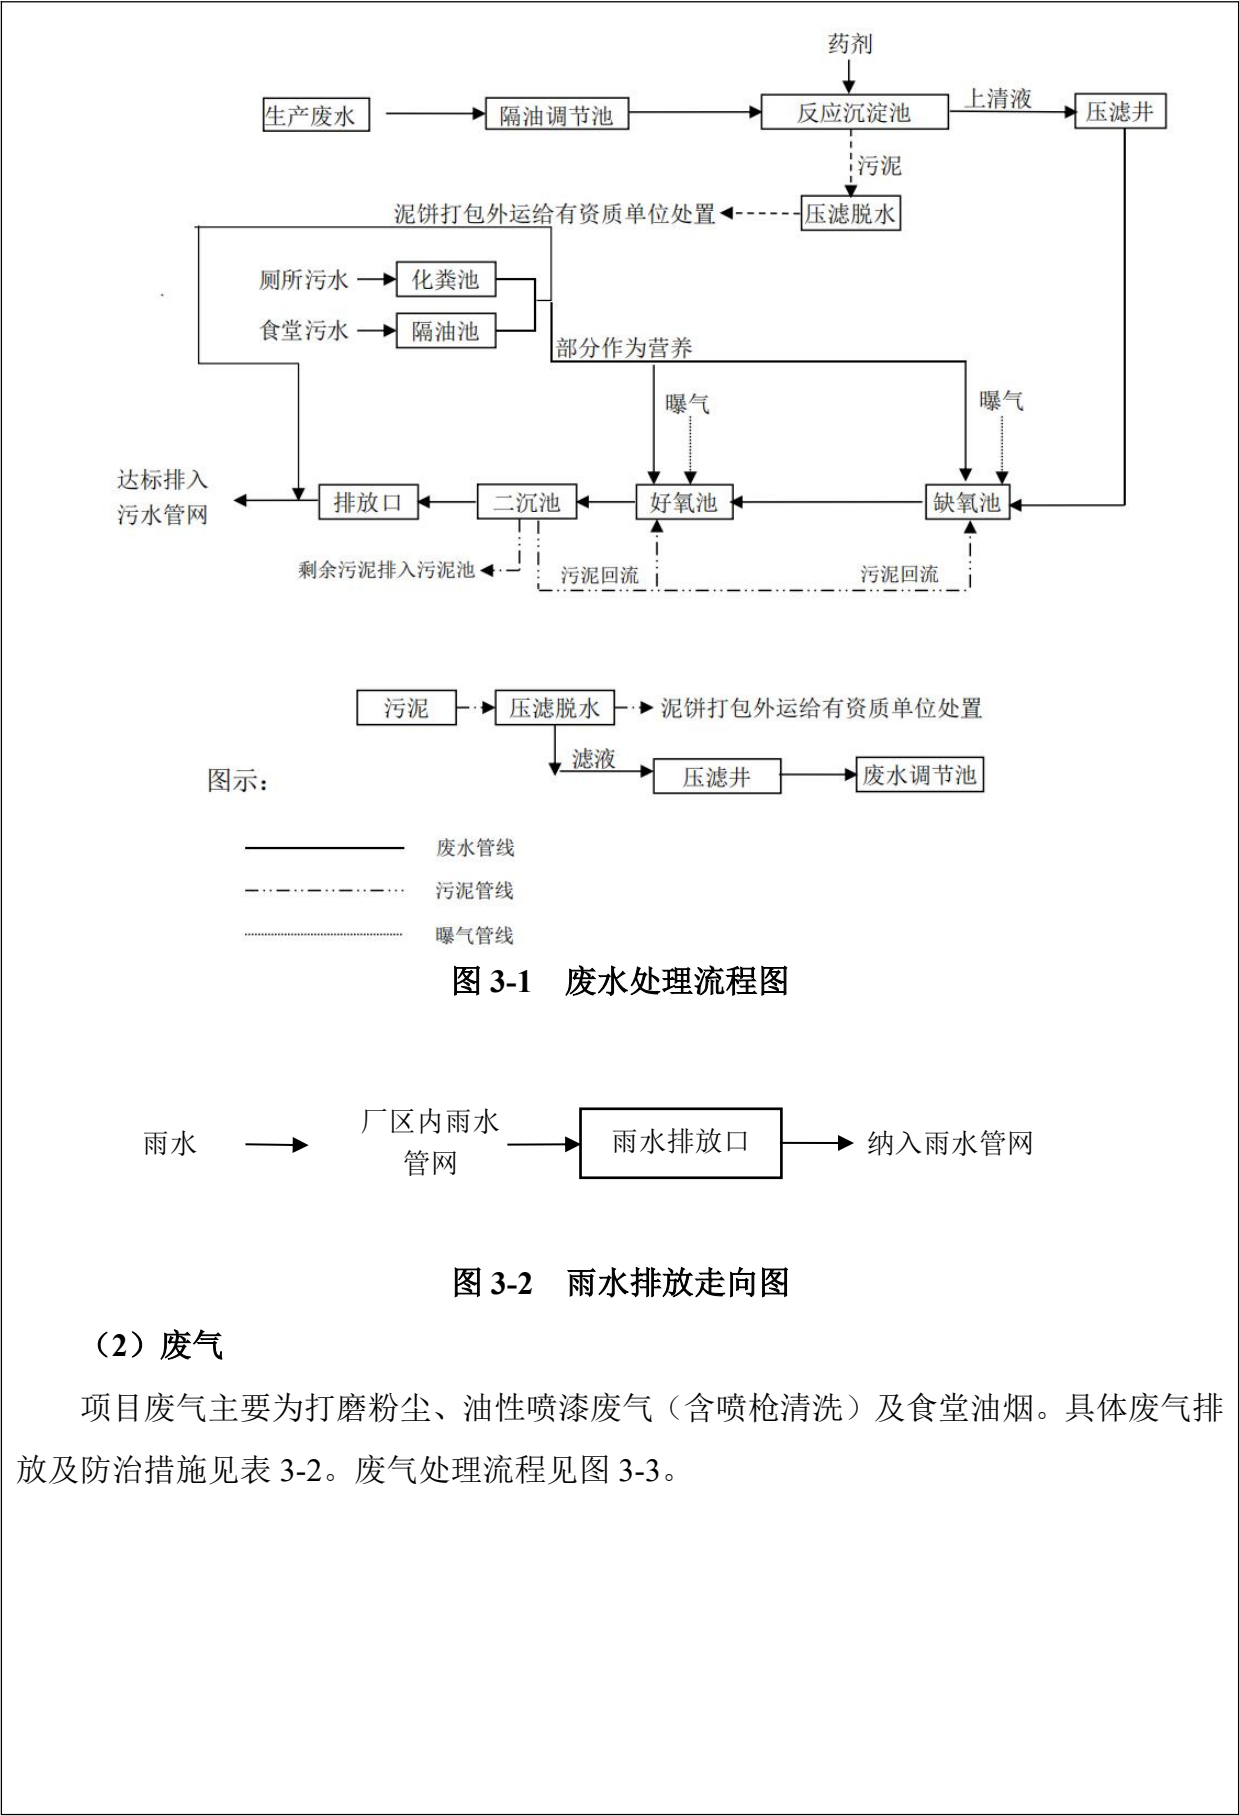 药剂
生产废水
隔油调节池
反应沉淀池
上清液
压滤井
污泥
泥饼打包外运给有资质单位处置
压滤脱水
厕所污水
化粪池
食堂污水
隔油池
部分作为营养
曝气
曝气
达标排入
污水管网
排放口
二沉池
好氧池
缺氧池
剩余污泥排入污泥池
污泥回流
污泥回流
污泥
压滤脱水
泥饼打包外运给有资质单位处置
滤液
压滤井
废水调节池
图示：
废水管线
污泥管线
曝气管线
图 3-1 废水处理流程图
雨水
厂区内雨水
管网
雨水排放口
纳入雨水管网
图 3-2 雨水排放走向图
（2）废气
项目废气主要为打磨粉尘、油性喷漆废气（含喷枪清洗）及食堂油烟。具体废气排
放及防治措施见表 3-2。废气处理流程见图 3-3。